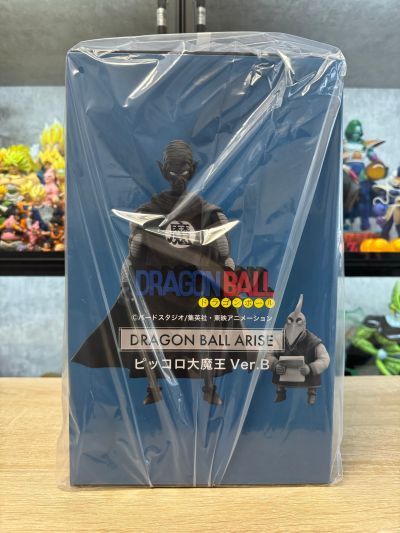 魔
DRAGON BALL
ドラゴンボール
©バードスタジオ/集英社・東映アニメーション
DRAGON BALL ARISE
ピッコロ大魔王 Ver.B